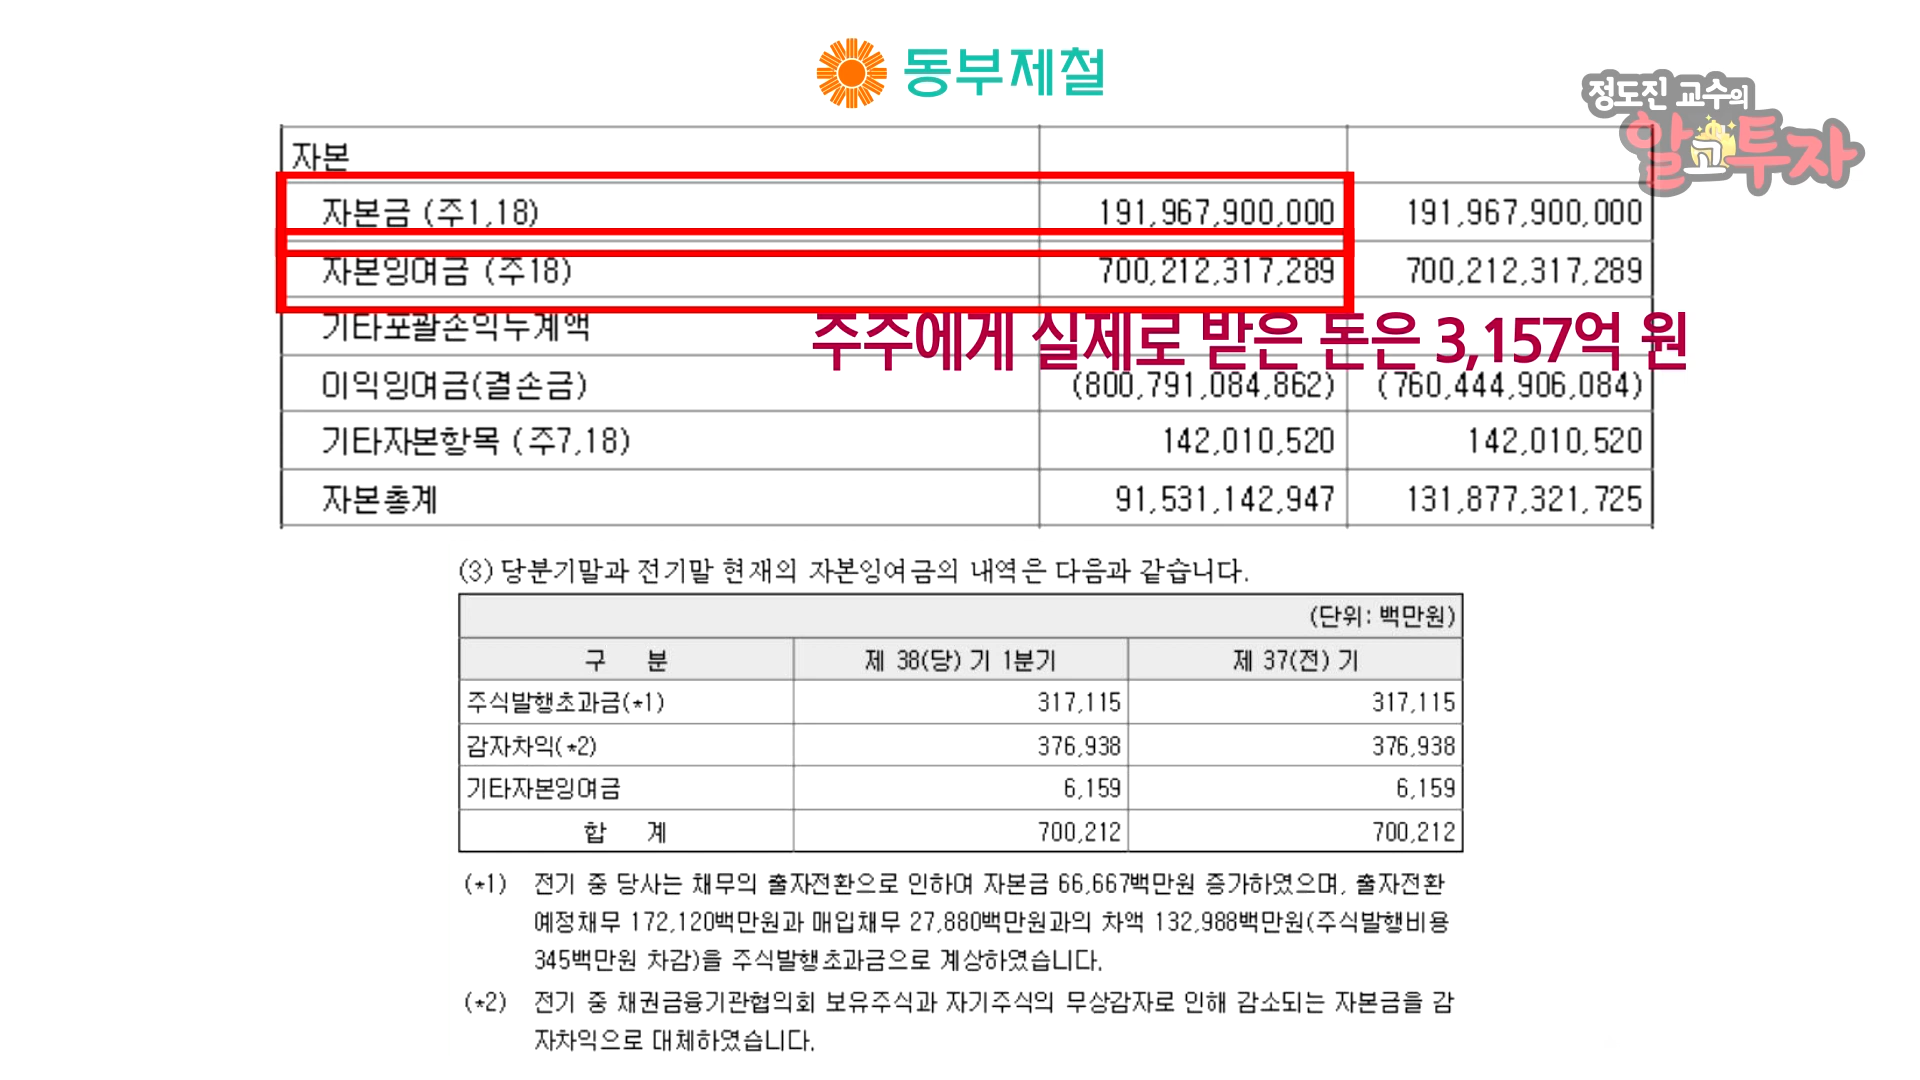 동부제철
정도진 교수의
알고투자
자본
자본금 (주1,18) 191,967,900,000 191,967,900,000
자본잉여금 (주18) 700,212,317,289 700,212,317,289
기타포괄손익누계액
주주에게 실제로 받은 돈은 3,157억 원
이익잉여금(결손금) (800,791,084,862) (760,444,906,084)
기타자본항목 (주7,18) 142,010,520 142,010,520
자본총계 91,531,142,947 131,877,321,725
(3) 당분기말과 전기말 현재의 자본잉여금의 내역은 다음과 같습니다.
(단위: 백만원)
구 분 제 38(당) 기 1분기 제 37(전) 기
주식발행초과금(*1) 317,115 317,115
감자차익(*2) 376,938 376,938
기타자본잉여금 6,159 6,159
합 계 700,212 700,212
(*1) 전기 중 당사는 채무의 출자전환으로 인하여 자본금 66,667백만원 증가하였으며, 출자전환
예정채무 172,120백만원과 매입채무 27,880백만원과의 차액 132,988백만원(주식발행비용
345백만원 차감)을 주식발행초과금으로 계상하였습니다.
(*2) 전기 중 채권금융기관협의회 보유주식과 자기주식의 무상감자로 인해 감소되는 자본금을 감
자차익으로 대체하였습니다.